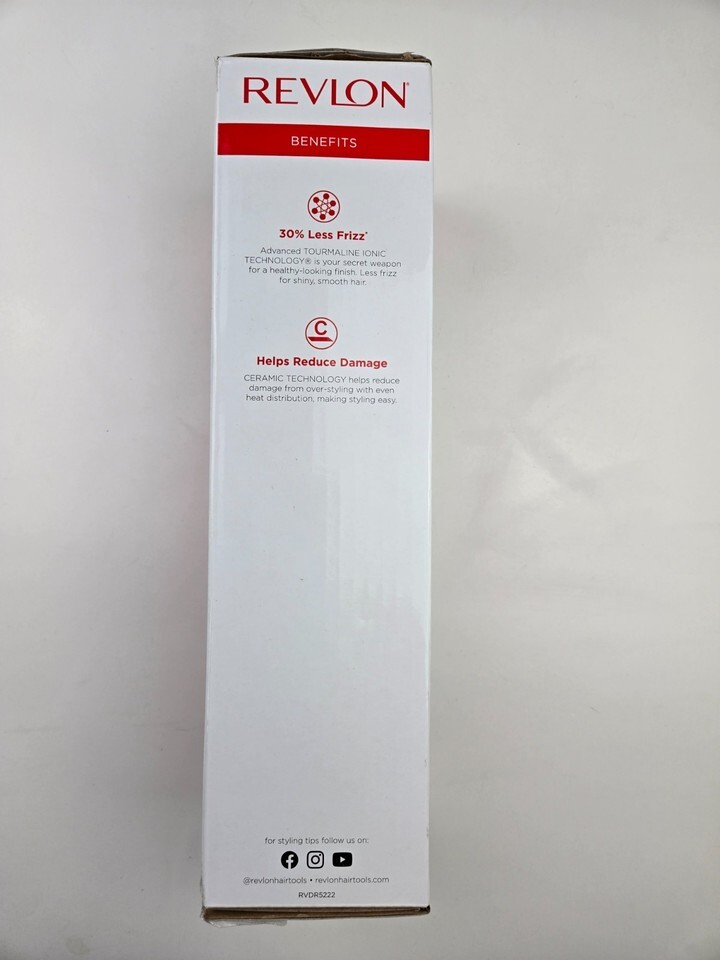 REVLON®
BENEFITS
30% Less Frizz*
Advanced TOURMALINE IONIC
TECHNOLOGY® is your secret weapon
for a healthy-looking finish. Less frizz
for shiny, smooth hair.
C
Helps Reduce Damage
CERAMIC TECHNOLOGY helps reduce
damage from over-styling with even
heat distribution, making styling easy.
for styling tips follow us on:
@revlonhairtools • revlonhairtools.com
RVDR5222